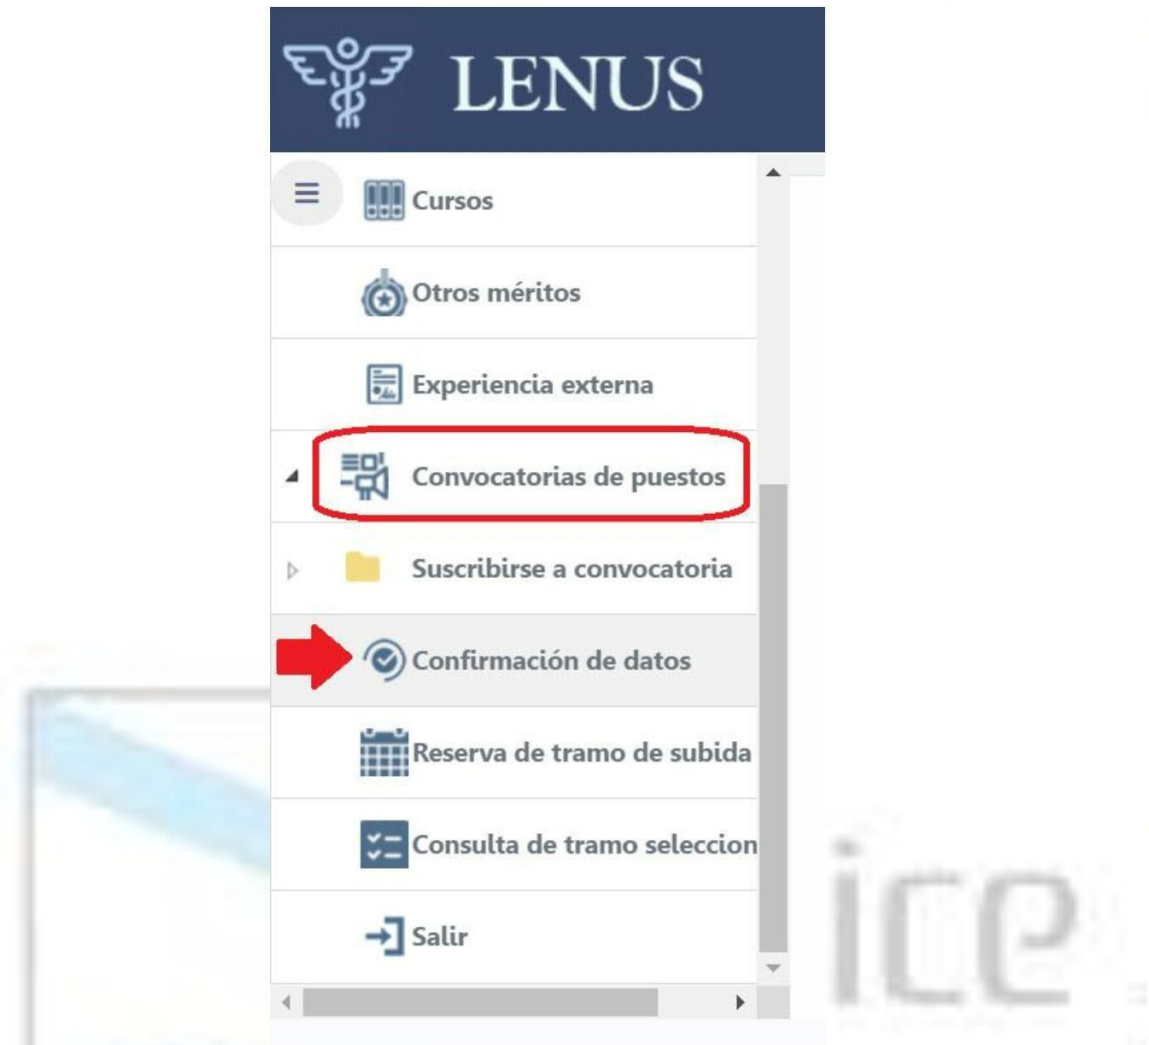 LENUS
Cursos
Otros méritos
Experiencia externa
Convocatorias de puestos
Suscribirse a convocatoria
Confirmación de datos
Reserva de tramo de subida
Consulta de tramo seleccion
Salir
ice